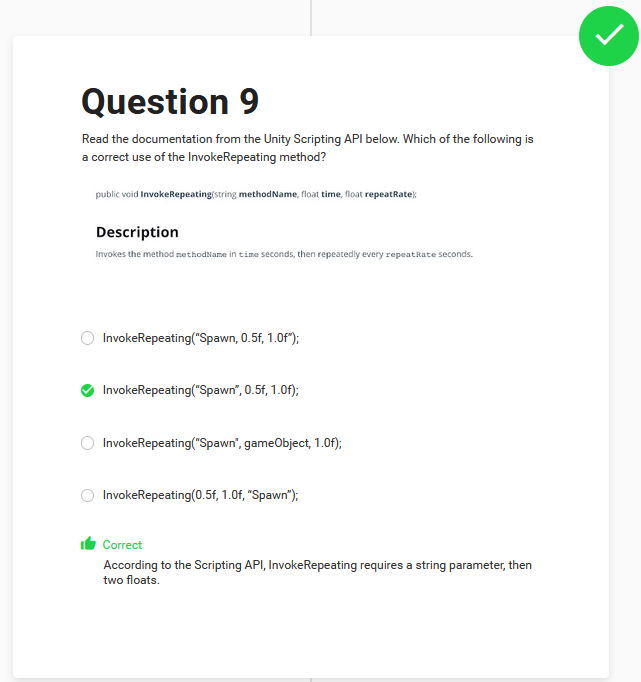 Question 9
Read the documentation from the Unity Scripting API below. Which of the following is
a correct use of the InvokeRepeating method?
public void InvokeRepeating(string methodName, float time, float repeatRate);
Description
Invokes the method methodName in time seconds, then repeatedly every repeatRate seconds.
InvokeRepeating(“Spawn, 0.5f, 1.0f”);
InvokeRepeating(“Spawn”, 0.5f, 1.0f);
InvokeRepeating(“Spawn", gameObject, 1.0f);
InvokeRepeating(0.5f, 1.0f, “Spawn”);
Correct
According to the Scripting API, InvokeRepeating requires a string parameter, then
two floats.